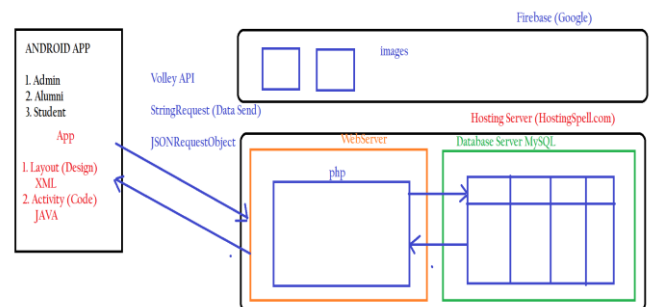 Firebase (Google)
ANDROID APP
1. Admin
2. Alumni
3. Student
App
1. Layout (Design)
XML
2. Activity (Code)
JAVA
Volley API
StringRequest (Data Send)
JSONRequestObject
images
Hosting Server (HostingSpell.com)
WebServer
Database Server MySQL
php